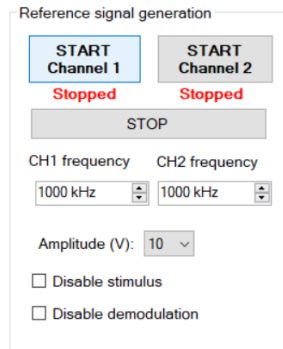 Reference signal generation
START Channel 1
START Channel 2
Stopped
Stopped
STOP
CH1 frequency
CH2 frequency
1000 kHz
1000 kHz
Amplitude (V): 10
Disable stimulus
Disable demodulation